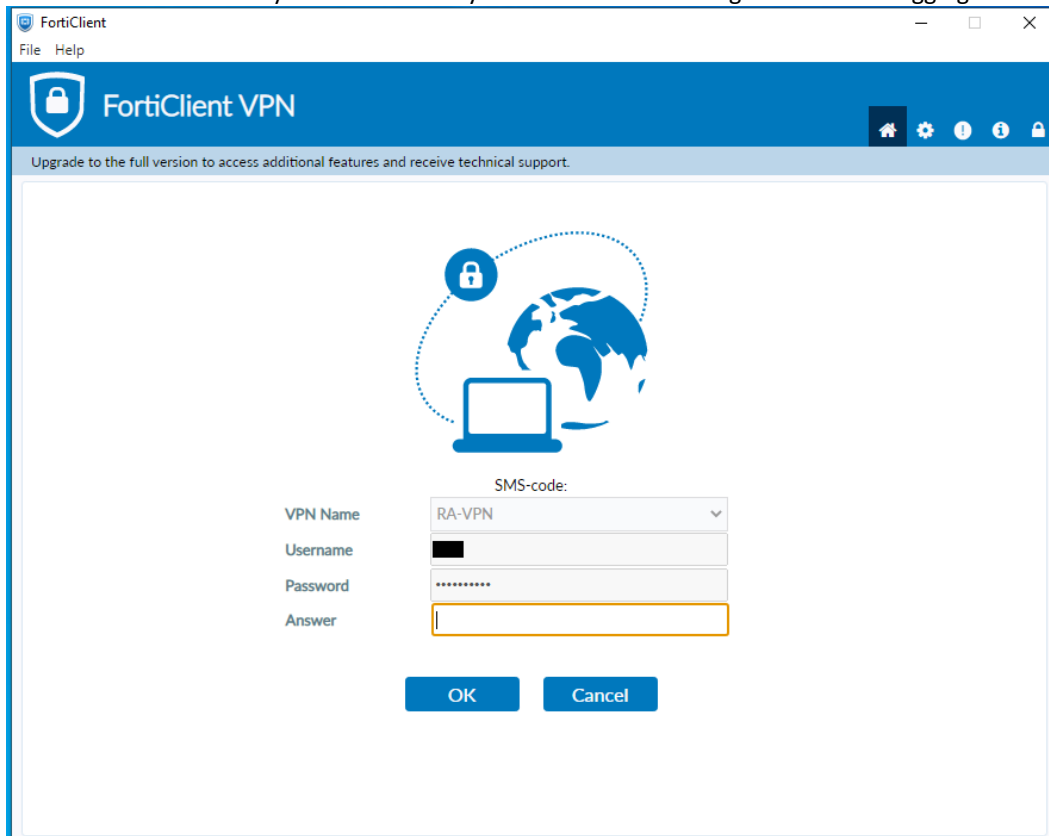 FortiClient
File Help
FortiClient VPN
Upgrade to the full version to access additional features and receive technical support.
SMS-code:
VPN Name RA-VPN
Username
Password ••••••••••
Answer
OK Cancel